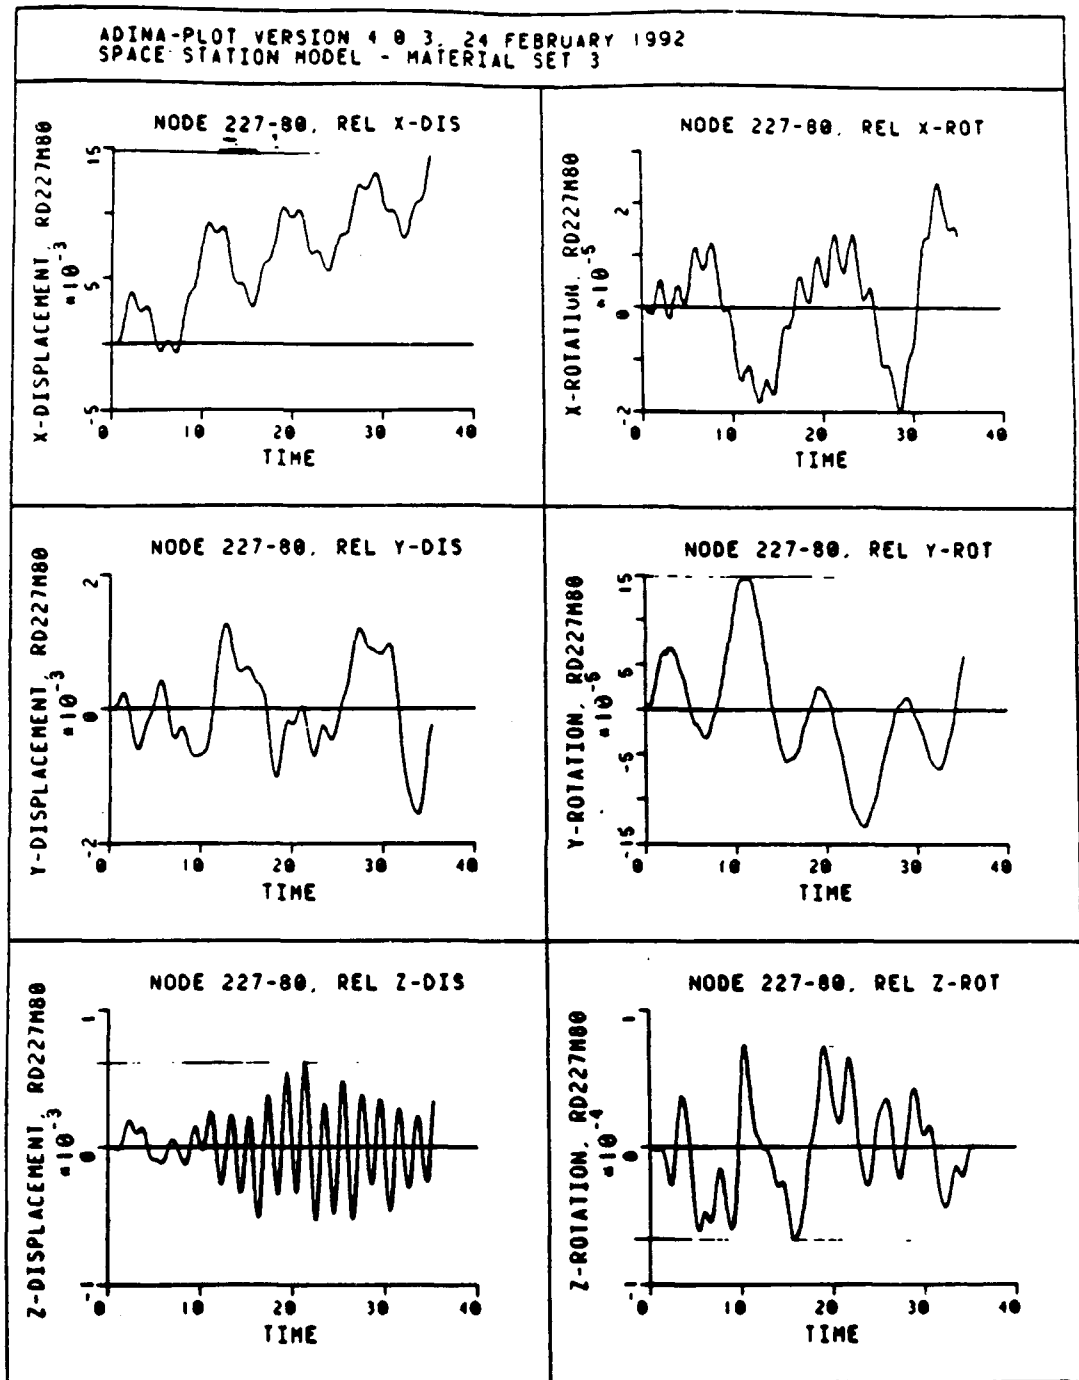 ADINA-PLOT VERSION 4.0.3, 24 FEBRUARY 1992
SPACE STATION MODEL - MATERIAL SET 3
NODE 227-80, REL X-DIS
X-DISPLACEMENT, RD227M80
*10⁻³
15
5
-5
0 10 20 30 40
TIME
NODE 227-80, REL X-ROT
X-ROTATION, RD227M80
*10⁻⁵
2
0
-2
0 10 20 30 40
TIME
NODE 227-80, REL Y-DIS
Y-DISPLACEMENT, RD227M80
*10⁻³
2
0
-2
0 10 20 30 40
TIME
NODE 227-80, REL Y-ROT
Y-ROTATION, RD227M80
*10⁻⁵
15
5
-5
-15
0 10 20 30 40
TIME
NODE 227-80, REL Z-DIS
Z-DISPLACEMENT, RD227M80
*10⁻³
1
0
-1
0 10 20 30 40
TIME
NODE 227-80, REL Z-ROT
Z-ROTATION, RD227M80
*10⁻⁴
1
0
-1
0 10 20 30 40
TIME